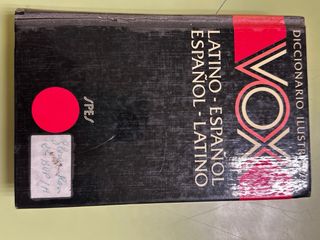 DICCIONARIO ILUSTRADO
VOX
LATINO - ESPAÑOL
ESPAÑOL - LATINO
SPES